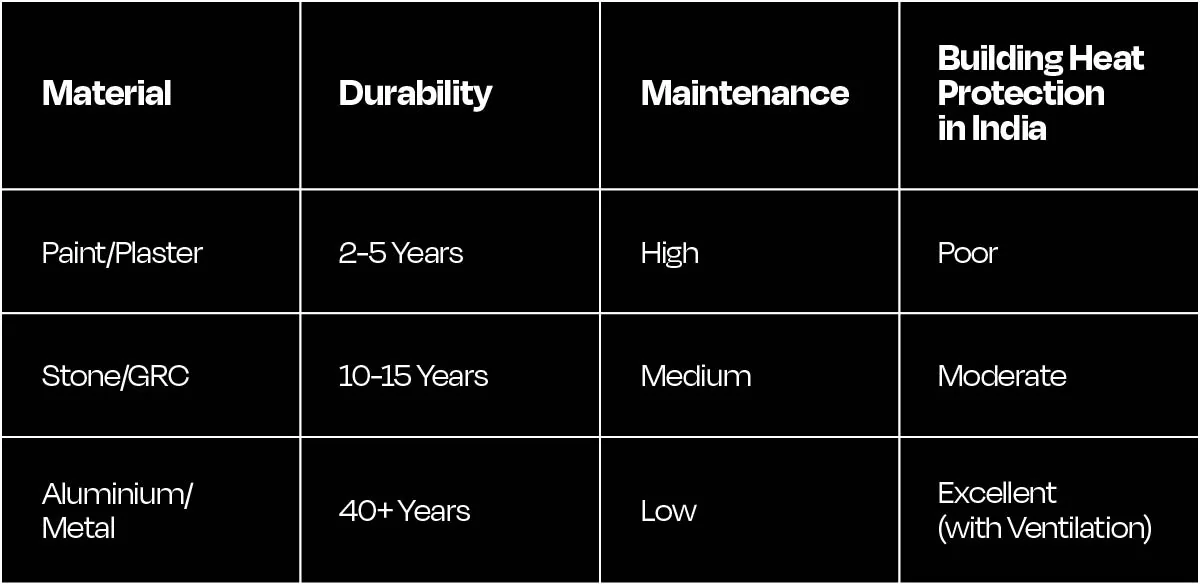 Material
Durability
Maintenance
Building Heat
Protection
in India
Paint/Plaster
2-5 Years
High
Poor
Stone/GRC
10-15 Years
Medium
Moderate
Aluminium/
Metal
40+ Years
Low
Excellent
(with Ventilation)